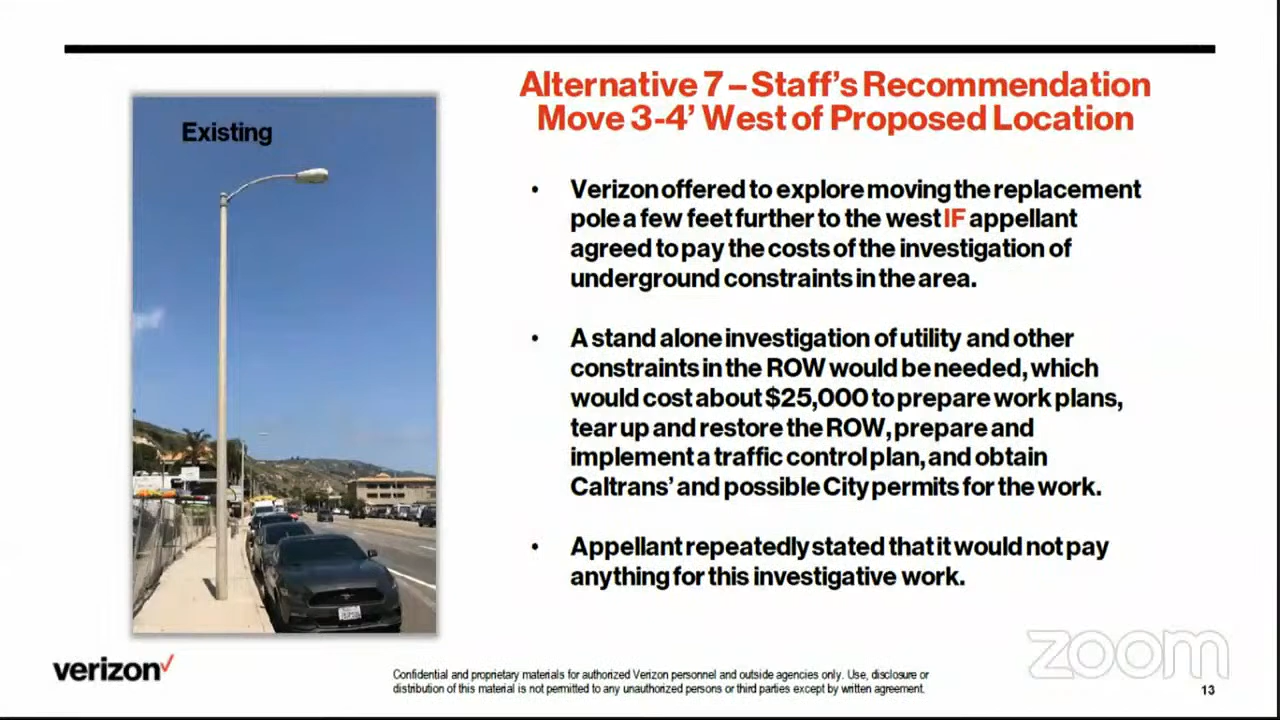 Alternative 7 – Staff's Recommendation
Move 3-4' West of Proposed Location
Existing
• Verizon offered to explore moving the replacement
pole a few feet further to the west IF appellant
agreed to pay the costs of the investigation of
underground constraints in the area.
• A stand alone investigation of utility and other
constraints in the ROW would be needed, which
would cost about $25,000 to prepare work plans,
tear up and restore the ROW, prepare and
implement a traffic control plan, and obtain
Caltrans' and possible City permits for the work.
• Appellant repeatedly stated that it would not pay
anything for this investigative work.
zoom
verizon
Confidential and proprietary materials for authorized Verizon personnel and outside agencies only. Use, disclosure or
distribution of this material is not permitted to any unauthorized persons or third parties except by written agreement.
13